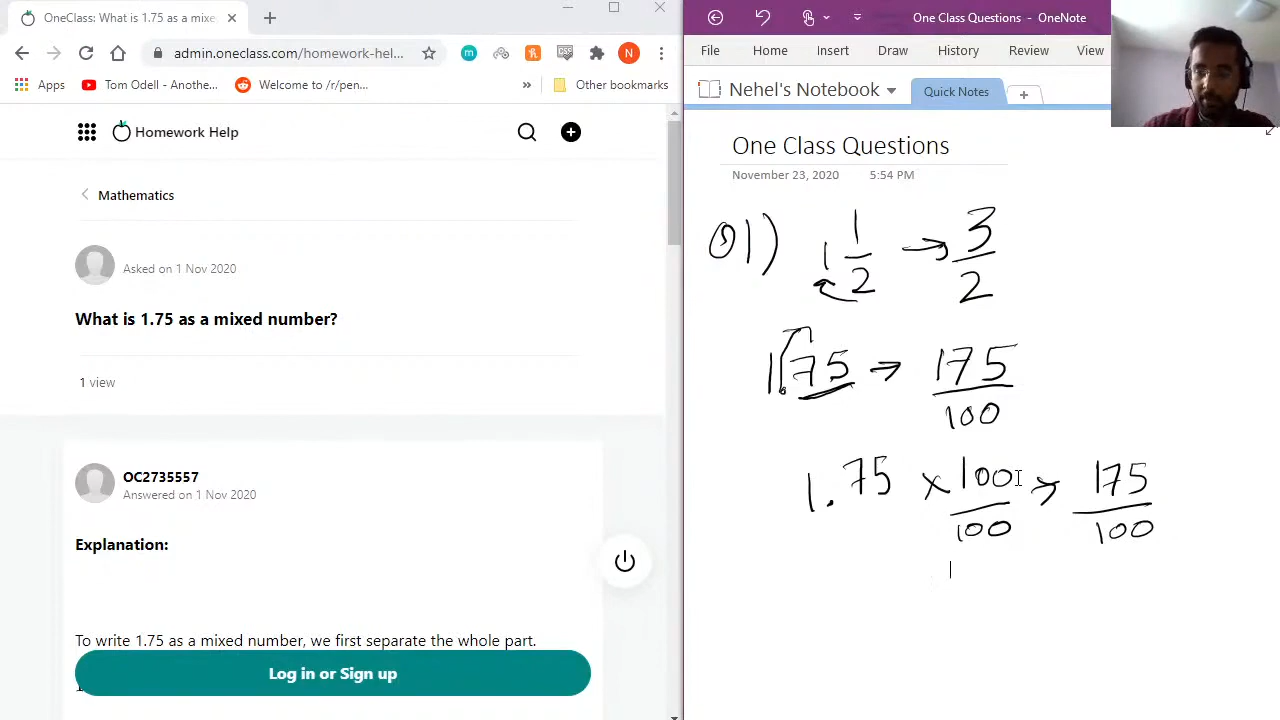 OneClass: What is 1.75 as a mixe
admin.oneclass.com/homework-hel...
N
Apps
Tom Odell - Anothe...
Welcome to /r/pen...
»
Other bookmarks
Homework Help
Mathematics
Asked on 1 Nov 2020
What is 1.75 as a mixed number?
1 view
OC2735557
Answered on 1 Nov 2020
Explanation:
To write 1.75 as a mixed number, we first separate the whole part.
Log in or Sign up
One Class Questions - OneNote
File Home Insert Draw History Review View
Nehel's Notebook
Quick Notes
One Class Questions
November 23, 2020 5:54 PM
Q1) 1 1/2 → 3/2
1.75 → 175/100
1.75 × 100/100 → 175/100